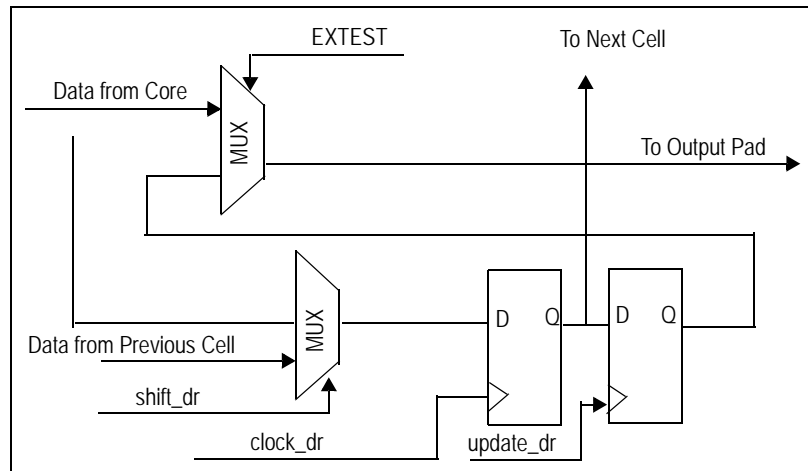 EXTEST
To Next Cell
Data from Core
MUX
To Output Pad
MUX
D Q
D Q
Data from Previous Cell
shift_dr
clock_dr
update_dr